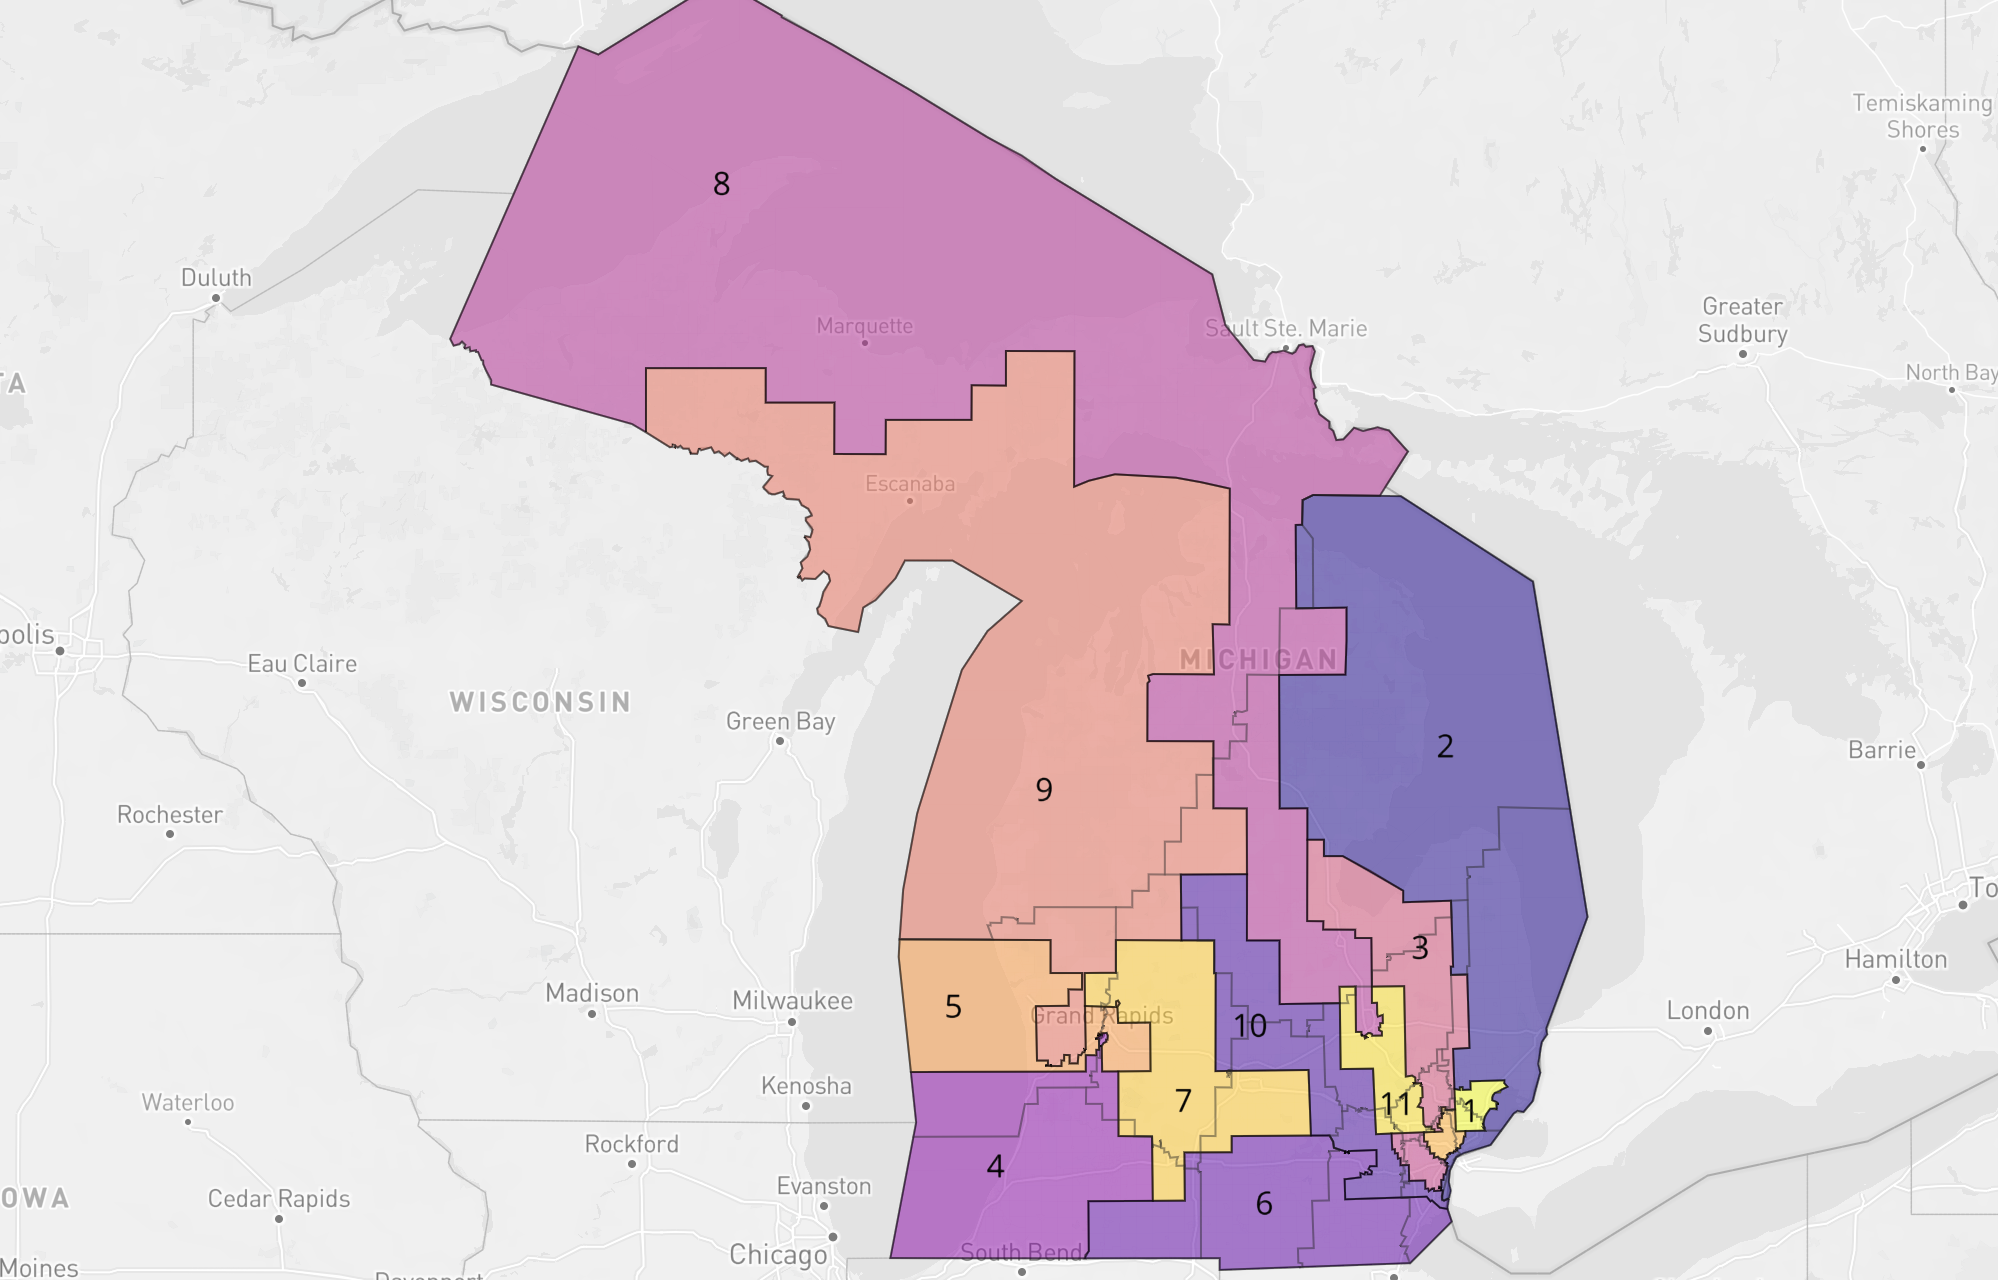 Temiskaming
Shores
8
Duluth
Greater
Sudbury
Marquette
Sault Ste. Marie
North Bay
TA
Escanaba
polis
Eau Claire
WISCONSIN
MICHIGAN
Green Bay
2
Barrie
9
Rochester
To
3
Hamilton
Madison
Milwaukee
5
Grand Rapids
10
London
Kenosha
Waterloo
7
11
1
Rockford
4
Evanston
6
OWA
Cedar Rapids
Chicago
South Bend
Moines
Davenport